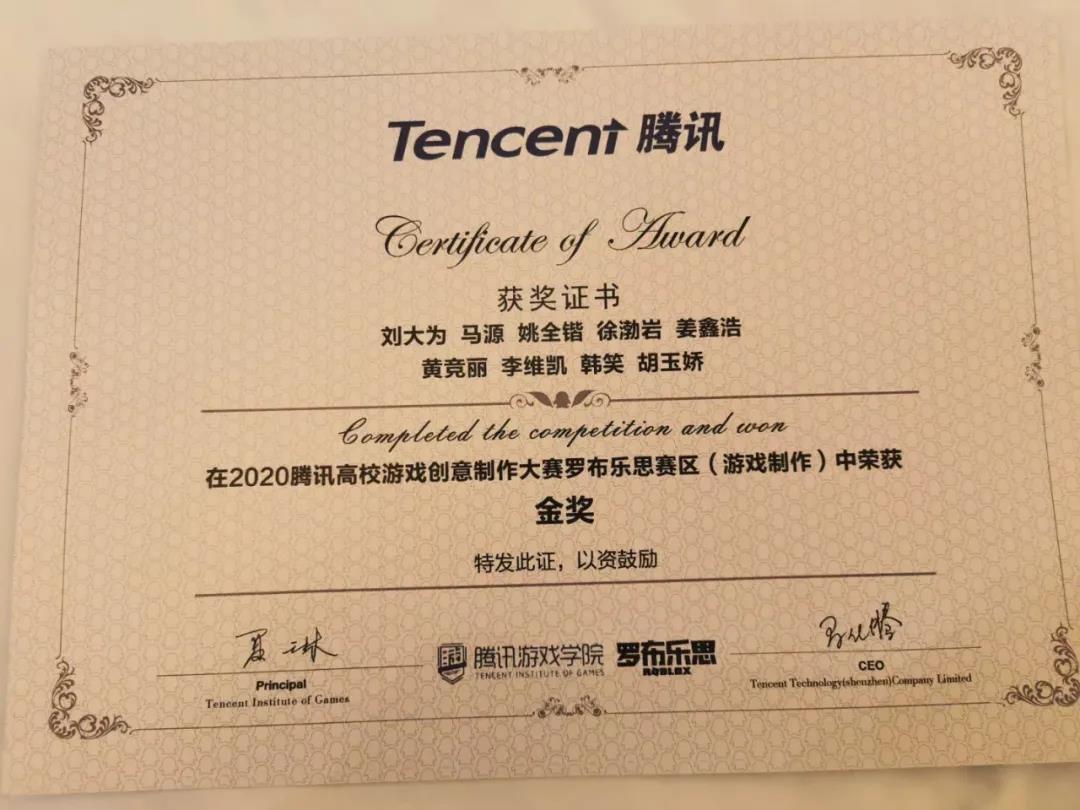 Tencent 腾讯
Certificate of Award
获奖证书
刘大为 马源 姚全锴 徐渤岩 姜鑫浩
黄竞丽 李维凯 韩笑 胡玉娇
Completed the competition and won
在2020腾讯高校游戏创意制作大赛罗布乐思赛区（游戏制作）中荣获
金奖
特发此证，以资鼓励
腾讯游戏学院
TENCENT INSTITUTE OF GAMES
罗布乐思
ROBLOX
Principal
Tencent Institute of Games
马化腾
CEO
Tencent Technology(shenzhen)Company Limited